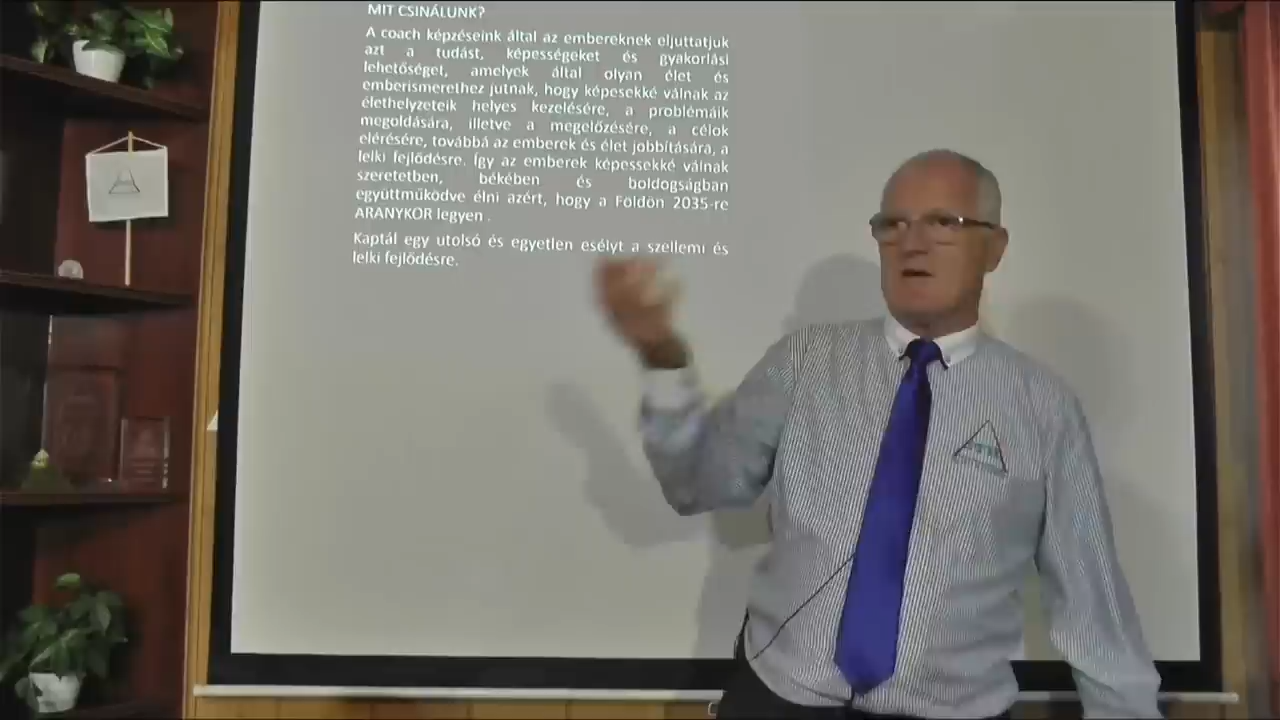 MIT CSINÁLUNK?
A coach képzéseink által az embereknek eljuttatjuk
azt a tudást, képességeket és gyakorlási
lehetőséget, amelyek által olyan élet és
emberismerethez jutnak, hogy képesekké válnak az
élethelyzeteik helyes kezelésére, a problémáik
megoldására, illetve a megelőzésére, a célok
elérésére, továbbá az emberek és élet jobbítására, a
lelki fejlődésre. Így az emberek képessekké válnak
szeretetben, békében és boldogságban
együttműködve élni azért, hogy a Földön 2035-re
ARANYKOR legyen .
Kaptál egy utolsó és egyetlen esélyt a szellemi és
lelki fejlődésre.